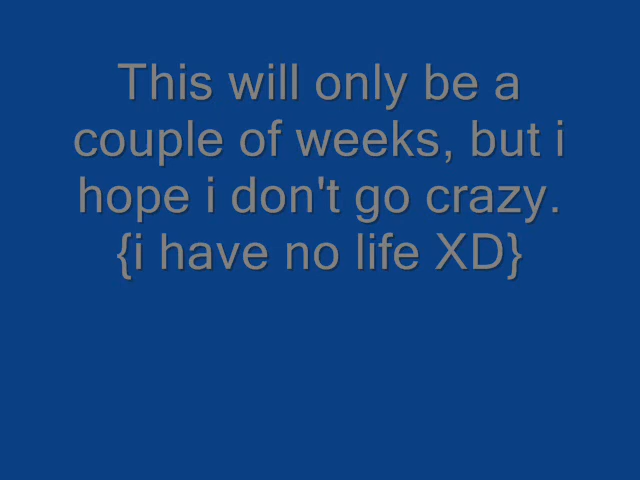 This will only be a
couple of weeks, but i
hope i don't go crazy.
{i have no life XD}